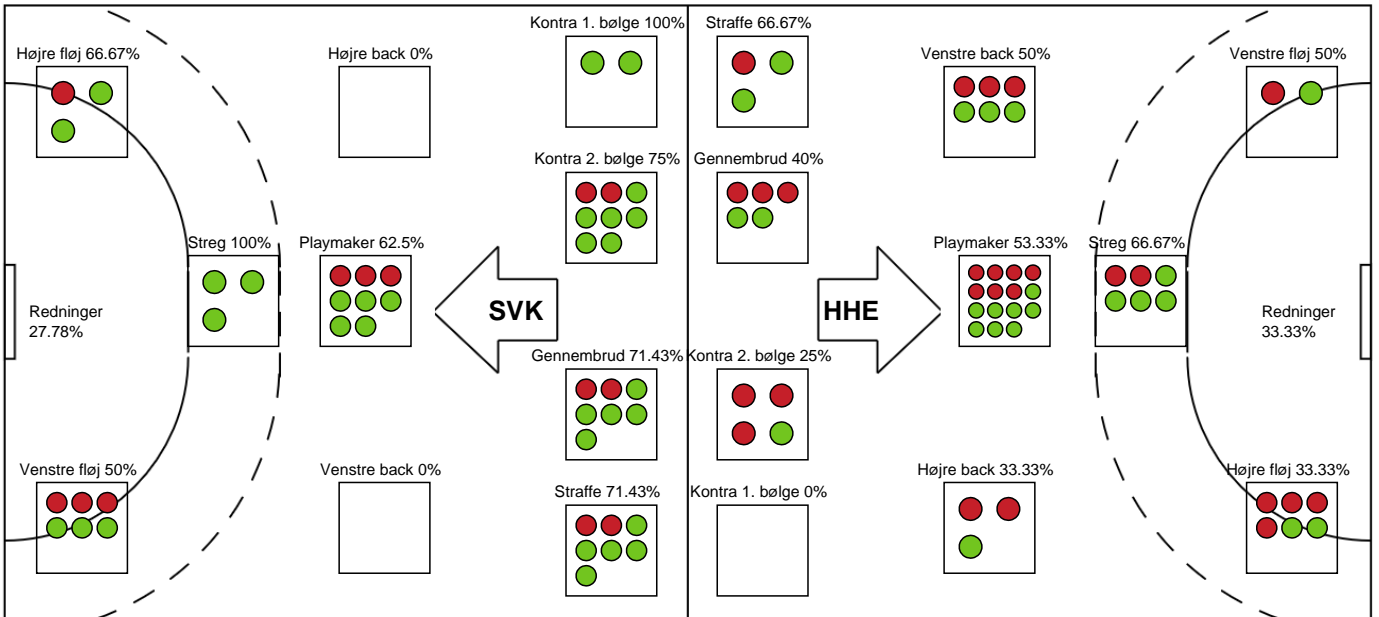 Kontra 1. bølge 100%
Straffe 66.67%
Højre fløj 66.67%
Højre back 0%
Venstre back 50%
Venstre fløj 50%
Kontra 2. bølge 75%
Gennembrud 40%
Streg 100%
Playmaker 62.5%
Playmaker 53.33%
Streg 66.67%
Redninger
27.78%
SVK
HHE
Redninger
33.33%
Gennembrud 71.43%
Kontra 2. bølge 25%
Venstre fløj 50%
Venstre back 0%
Straffe 71.43%
Kontra 1. bølge 0%
Højre back 33.33%
Højre fløj 33.33%